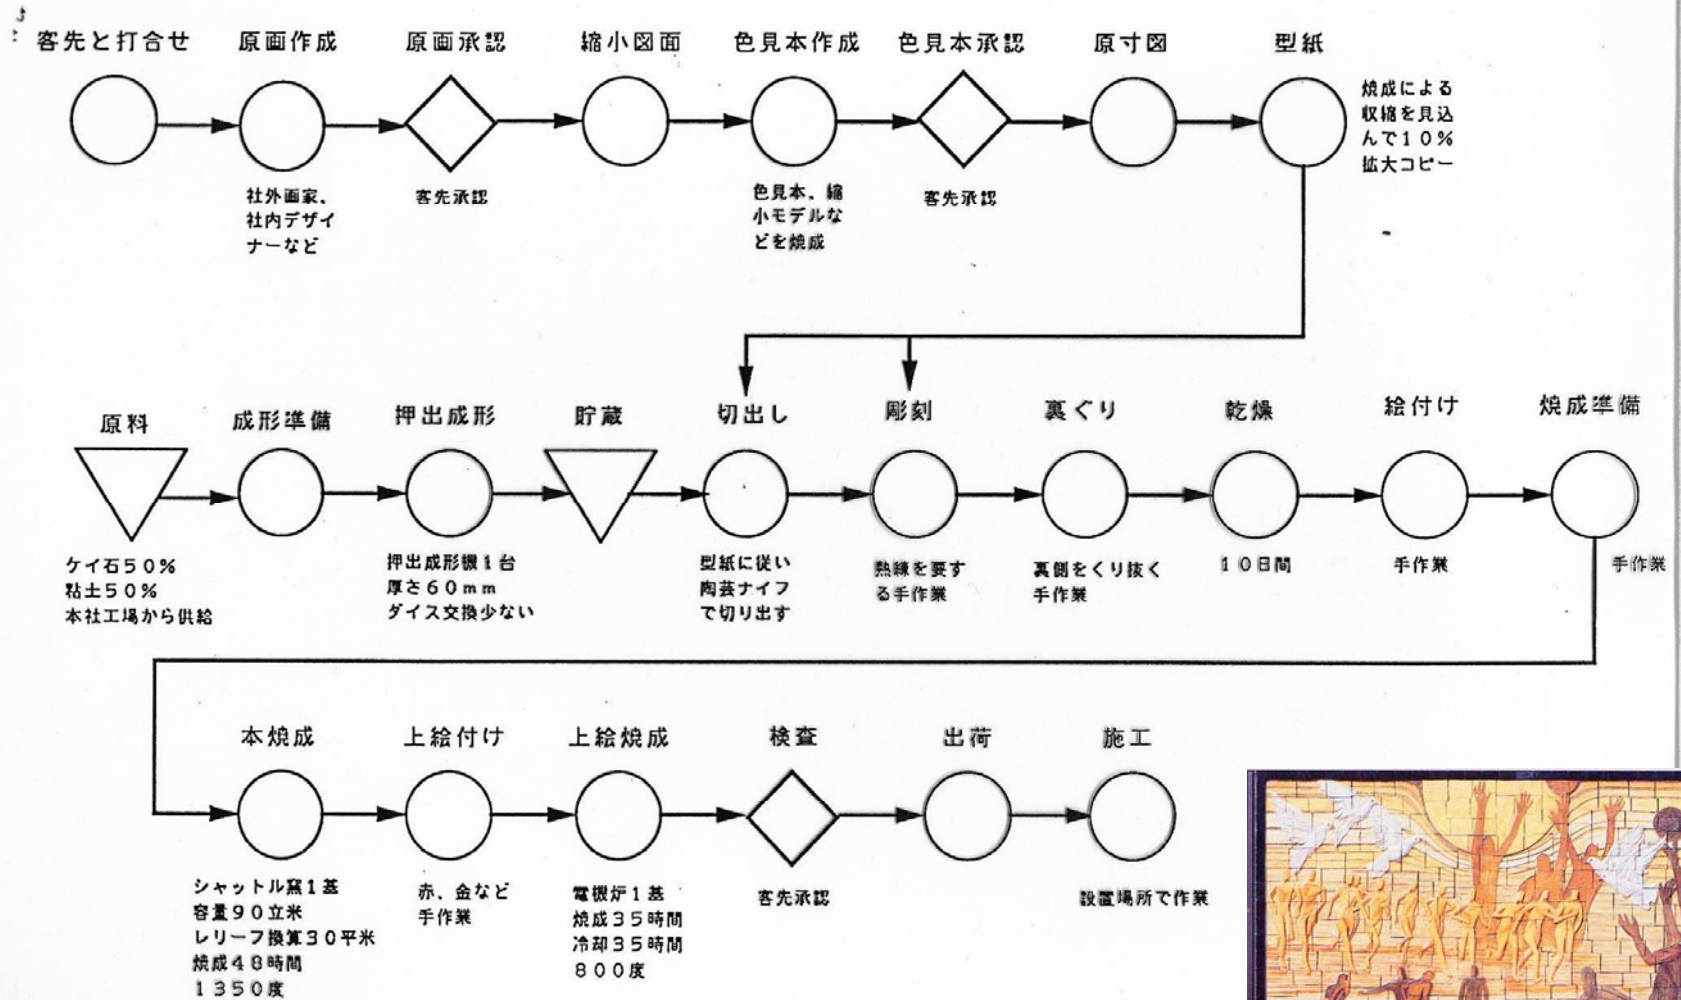 客先と打合せ 原画作成 原画承認 縮小図面 色見本作成 色見本承認 原寸図 型紙
焼成による
収縮を見込
んで10%
拡大コピー
社外画家、
社内デザイ
ナーなど
客先承認
色見本、縮
小モデルな
どを焼成
客先承認
原料 成形準備 押出成形 貯蔵 切出し 彫刻 裏ぐり 乾燥 絵付け 焼成準備
ケイ石50%
粘土50%
本社工場から供給
押出成形機1台
厚さ60mm
ダイス交換少ない
型紙に従い
陶芸ナイフ
で切り出す
熟練を要す
る手作業
裏側をくり抜く
手作業
10日間
手作業
手作業
本焼成 上絵付け 上絵焼成 検査 出荷 施工
シャットル窯1基
容量90立米
レリーフ換算30平米
焼成48時間
1350度
赤、金など
手作業
電機炉1基
焼成35時間
冷却35時間
800度
客先承認
設置場所で作業